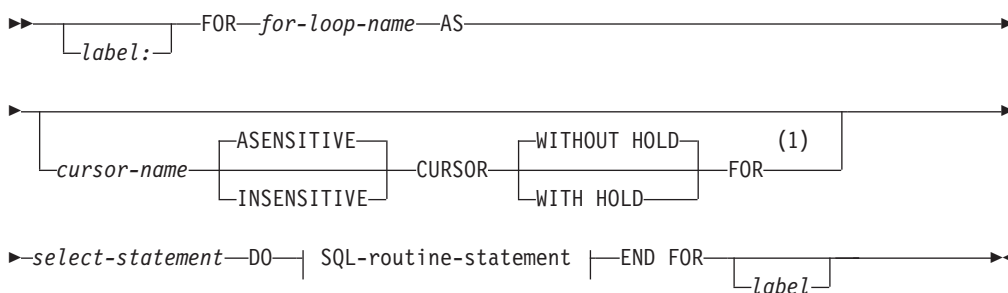 FOR for-loop-name AS
label:
ASENSITIVE WITHOUT HOLD (1)
cursor-name CURSOR FOR
INSENSITIVE WITH HOLD
select-statement DO SQL-routine-statement END FOR
label